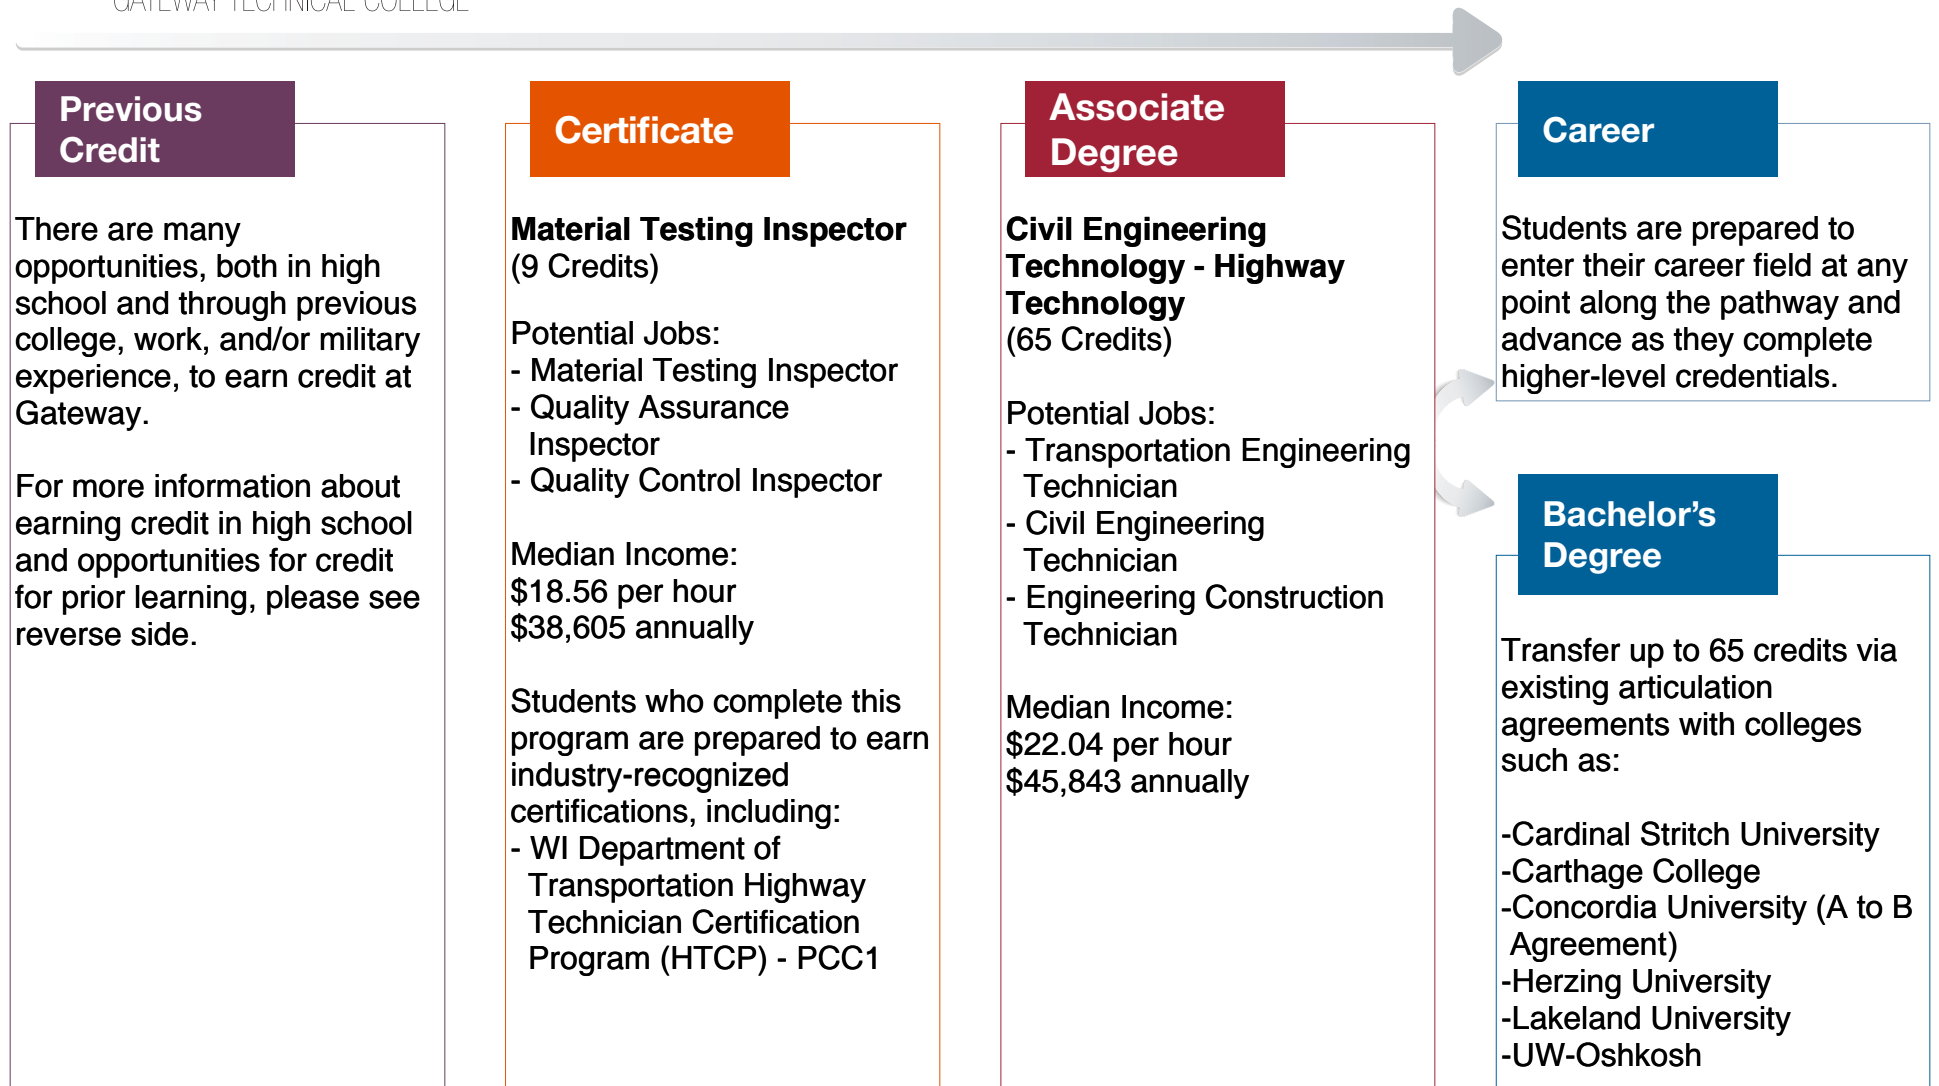 GATEWAY TECHNICAL COLLEGE
Previous
Credit
There are many
opportunities, both in high
school and through previous
college, work, and/or military
experience, to earn credit at
Gateway.
For more information about
earning credit in high school
and opportunities for credit
for prior learning, please see
reverse side.
Certificate
Material Testing Inspector
(9 Credits)
Potential Jobs:
- Material Testing Inspector
- Quality Assurance
Inspector
- Quality Control Inspector
Median Income:
$18.56 per hour
$38,605 annually
Students who complete this
program are prepared to earn
industry-recognized
certifications, including:
- WI Department of
Transportation Highway
Technician Certification
Program (HTCP) - PCC1
Associate
Degree
Civil Engineering
Technology - Highway
Technology
(65 Credits)
Potential Jobs:
- Transportation Engineering
Technician
- Civil Engineering
Technician
- Engineering Construction
Technician
Median Income:
$22.04 per hour
$45,843 annually
Career
Students are prepared to
enter their career field at any
point along the pathway and
advance as they complete
higher-level credentials.
Bachelor’s
Degree
Transfer up to 65 credits via
existing articulation
agreements with colleges
such as:
-Cardinal Stritch University
-Carthage College
-Concordia University (A to B
Agreement)
-Herzing University
-Lakeland University
-UW-Oshkosh